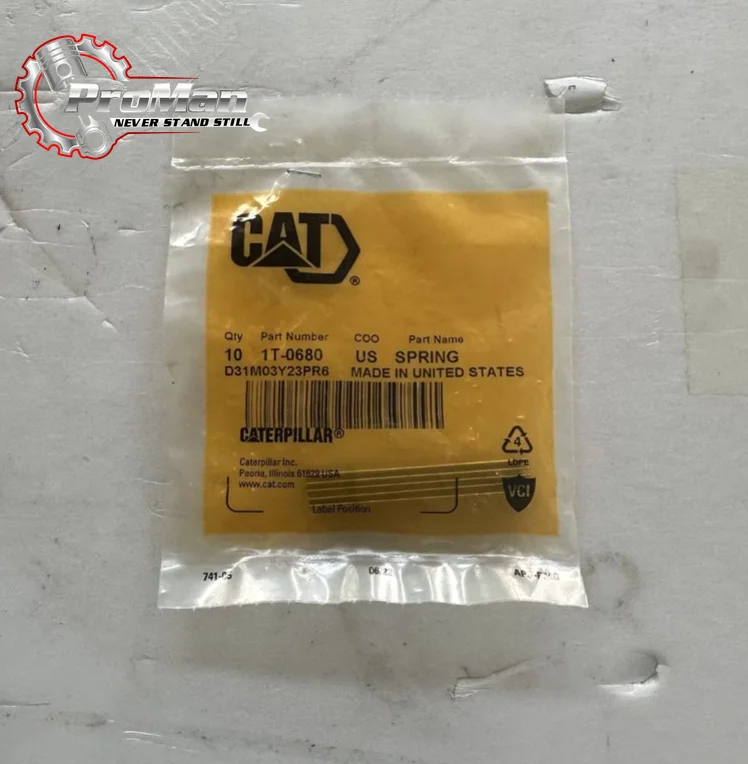 ProMan
NEVER STAND STILL
CAT®
Qty Part Number COO Part Name
10 1T-0680 US SPRING
D31M03Y23PR6 MADE IN UNITED STATES
CATERPILLAR®
Caterpillar Inc.
Peoria, Illinois 61629 USA
www.cat.com
4
LDPE
VCI
Label Position